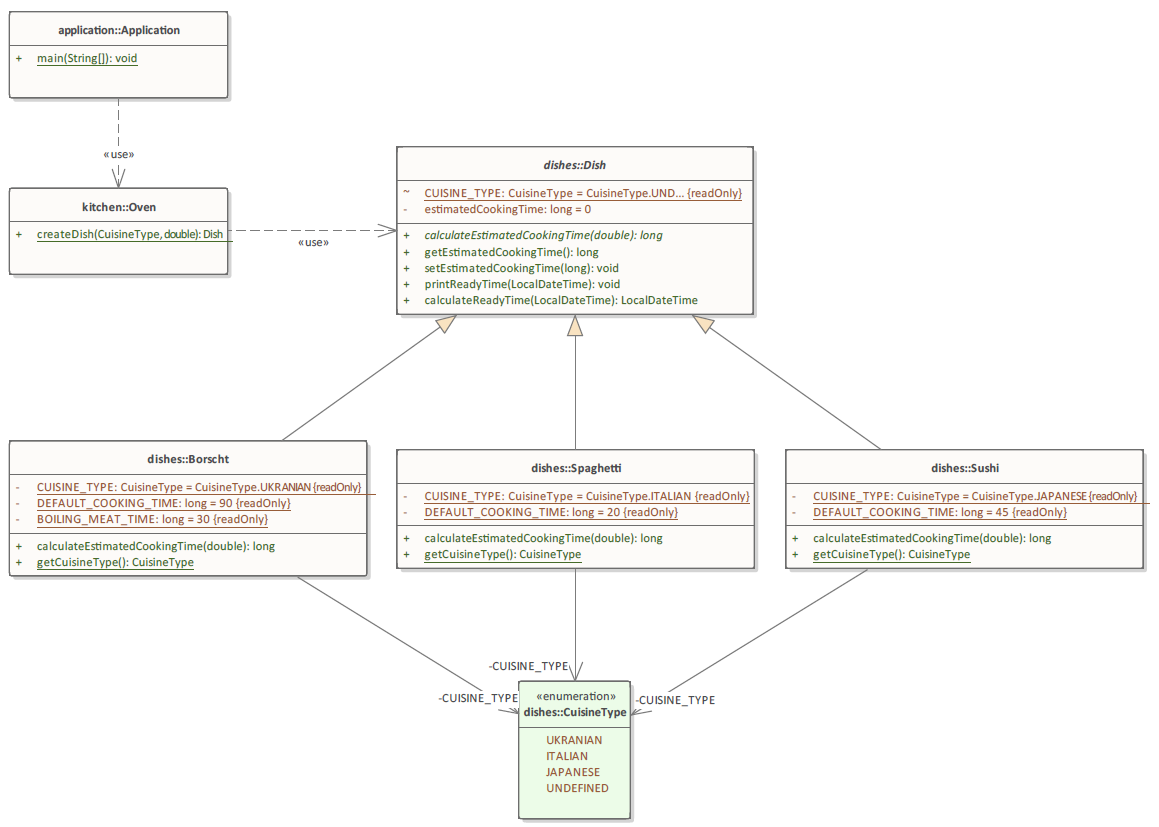 application::Application
+ main(String[]): void
«use»
kitchen::Oven
+ createDish(CuisineType, double): Dish
«use»
dishes::Dish
~ CUISINE_TYPE: CuisineType = CuisineType.UND... {readOnly}
- estimatedCookingTime: long = 0
+ calculateEstimatedCookingTime(double): long
+ getEstimatedCookingTime(): long
+ setEstimatedCookingTime(long): void
+ printReadyTime(LocalDateTime): void
+ calculateReadyTime(LocalDateTime): LocalDateTime
dishes::Borscht
- CUISINE_TYPE: CuisineType = CuisineType.UKRANIAN {readOnly}
- DEFAULT_COOKING_TIME: long = 90 {readOnly}
- BOILING_MEAT_TIME: long = 30 {readOnly}
+ calculateEstimatedCookingTime(double): long
+ getCuisineType(): CuisineType
dishes::Spaghetti
- CUISINE_TYPE: CuisineType = CuisineType.ITALIAN {readOnly}
- DEFAULT_COOKING_TIME: long = 20 {readOnly}
+ calculateEstimatedCookingTime(double): long
+ getCuisineType(): CuisineType
dishes::Sushi
- CUISINE_TYPE: CuisineType = CuisineType.JAPANESE {readOnly}
- DEFAULT_COOKING_TIME: long = 45 {readOnly}
+ calculateEstimatedCookingTime(double): long
+ getCuisineType(): CuisineType
-CUISINE_TYPE
-CUISINE_TYPE
-CUISINE_TYPE
«enumeration»
dishes::CuisineType
UKRANIAN
ITALIAN
JAPANESE
UNDEFINED